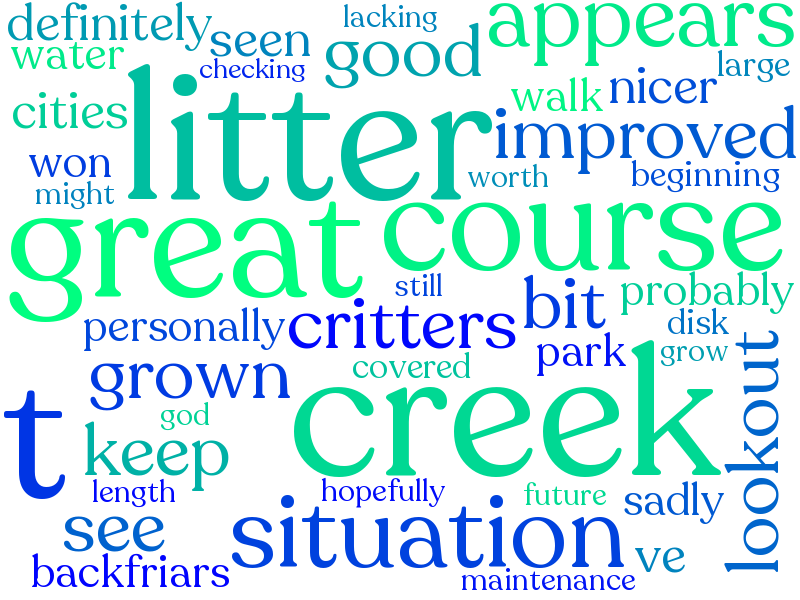 definitely
lacking
appears
water
seen
checking
good
large
cities
litter
walk
nicer
won
improved
might
worth
beginning
great
course
still
bit
probably
personally
critters
disk
grown
covered
park
grow
t
god
creek
lookout
keep
length
hopefully
future
sadly
see
situation
ve
backfriars
maintenance